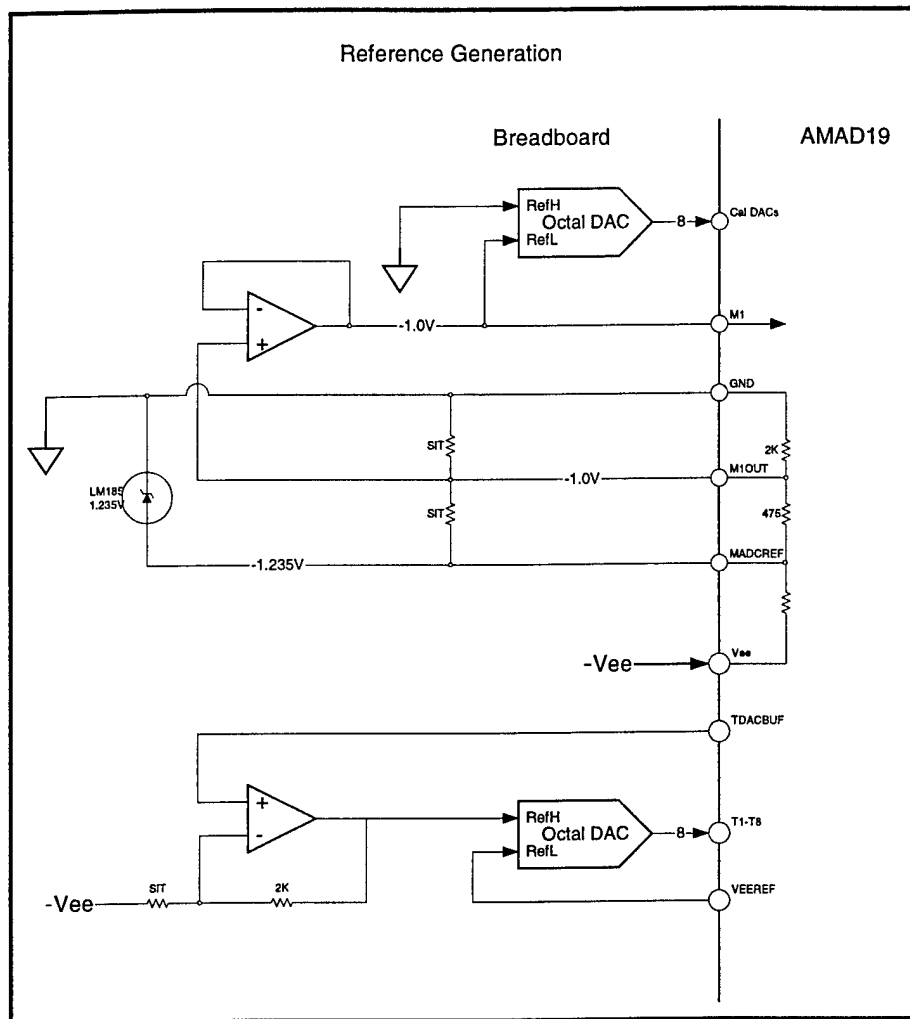 Reference Generation
Breadboard
AMAD19
RefH
Octal DAC
RefL
8
Cal DACs
-
+
-1.0V
M1
GND
SIT
2K
M1OUT
-1.0V
LM185
1.235V
SIT
475
-1.235V
MADCREF
-Vee
Vee
TDACBUF
+
-
RefH
Octal DAC
RefL
8
T1-T8
SIT
2K
-Vee
VEEREF